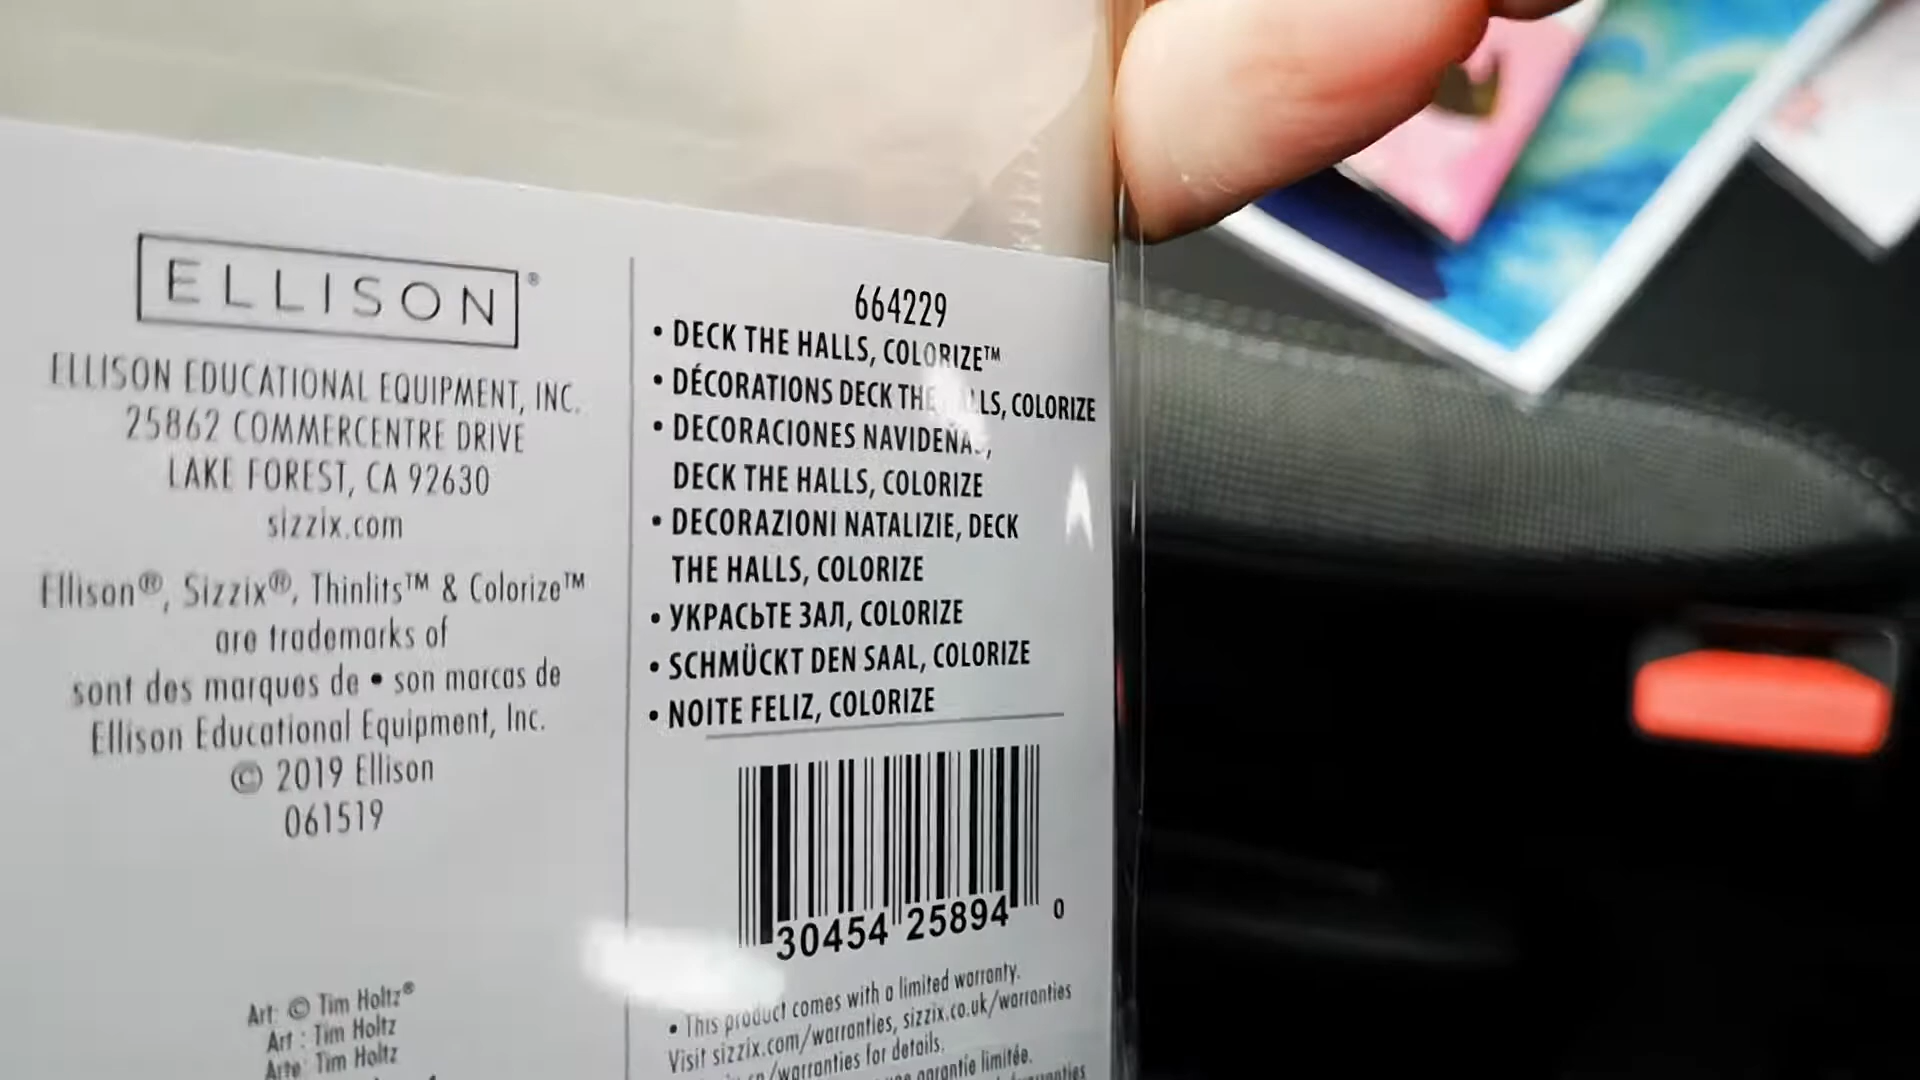 ELLISON®
ELLISON EDUCATIONAL EQUIPMENT, INC.
25862 COMMERCENTRE DRIVE
LAKE FOREST, CA 92630
sizzix.com
Ellison®, Sizzix®, Thinlits™ & Colorize™
are trademarks of
sont des marques de • son marcas de
Ellison Educational Equipment, Inc.
© 2019 Ellison
061519
Art: © Tim Holtz®
Art : Tim Holtz
Arte: Tim Holtz
664229
• DECK THE HALLS, COLORIZE™
• DÉCORATIONS DECK THE COLORIZE
• DECORACIONES
DECK THE HALLS, COLORIZE
• DECORAZIONI NATALIZIE, DECK
THE HALLS, COLORIZE
• УКРАСЬТЕ ЗАЛ, COLORIZE
• SCHMÜCKT DEN SAAL, COLORIZE
• NOITE FELIZ, COLORIZE
30454 25894 0
• This product comes with a limited warranty.
Visit sizzix.com/warranties, sizzix.co.uk/warranties
/warranties for details.
garantie limitée.